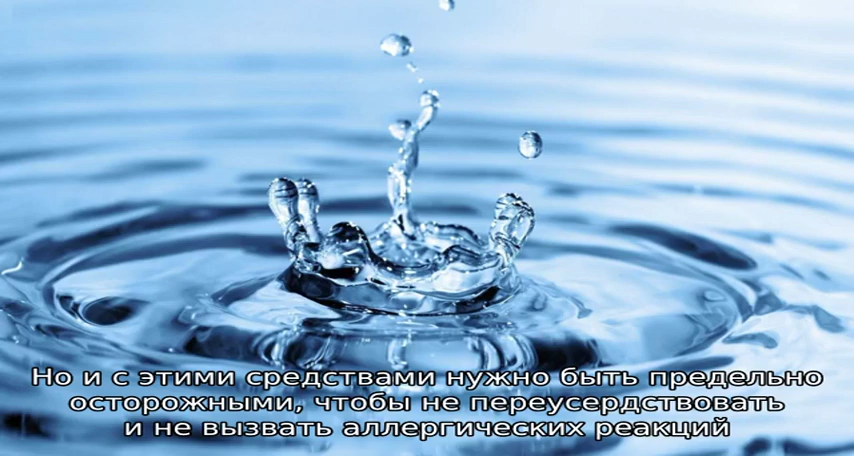 Но и с этими средствами нужно быть предельно
осторожными, чтобы не переусердствовать
и не вызвать аллергических реакций